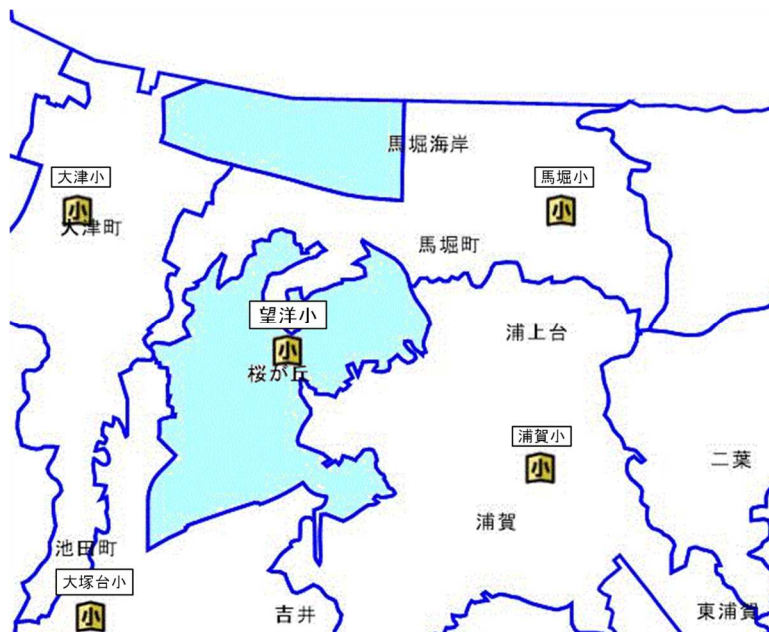 馬堀海岸
大津小
小
大津町
馬堀小
小
馬堀町
望洋小
小
桜が丘
浦上台
浦賀小
小
二葉
浦賀
池田町
大塚台小
小
吉井
東浦賀